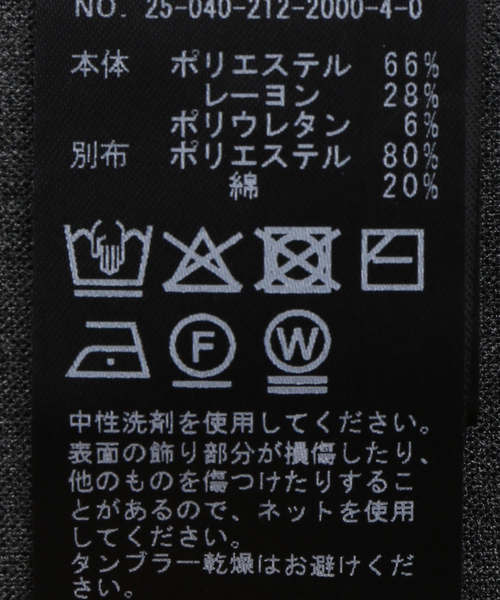 NO. 25-040-212-2000-4-0
本体 ポリエステル 66%
レーヨン 28%
ポリウレタン 6%
別布 ポリエステル 80%
綿 20%
F
W
中性洗剤を使用してください。
表面の飾り部分が損傷したり、
他のものを傷つけたりするこ
とがあるので、ネットを使用
してください。
タンブラー乾燥はお避けくだ
さい。